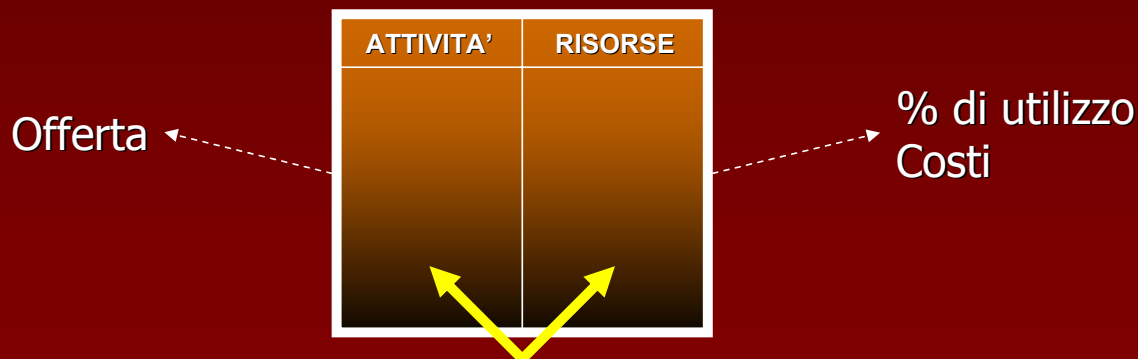 ATTIVITA’
RISORSE
Offerta
% di utilizzo
Costi